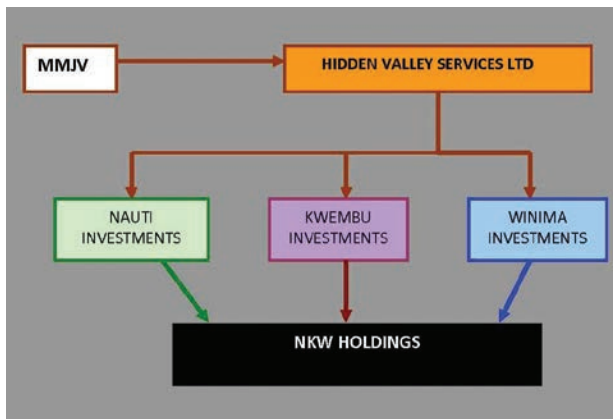 MMJV
HIDDEN VALLEY SERVICES LTD
NAUTI
INVESTMENTS
KWEMBU
INVESTMENTS
WINIMA
INVESTMENTS
NKW HOLDINGS